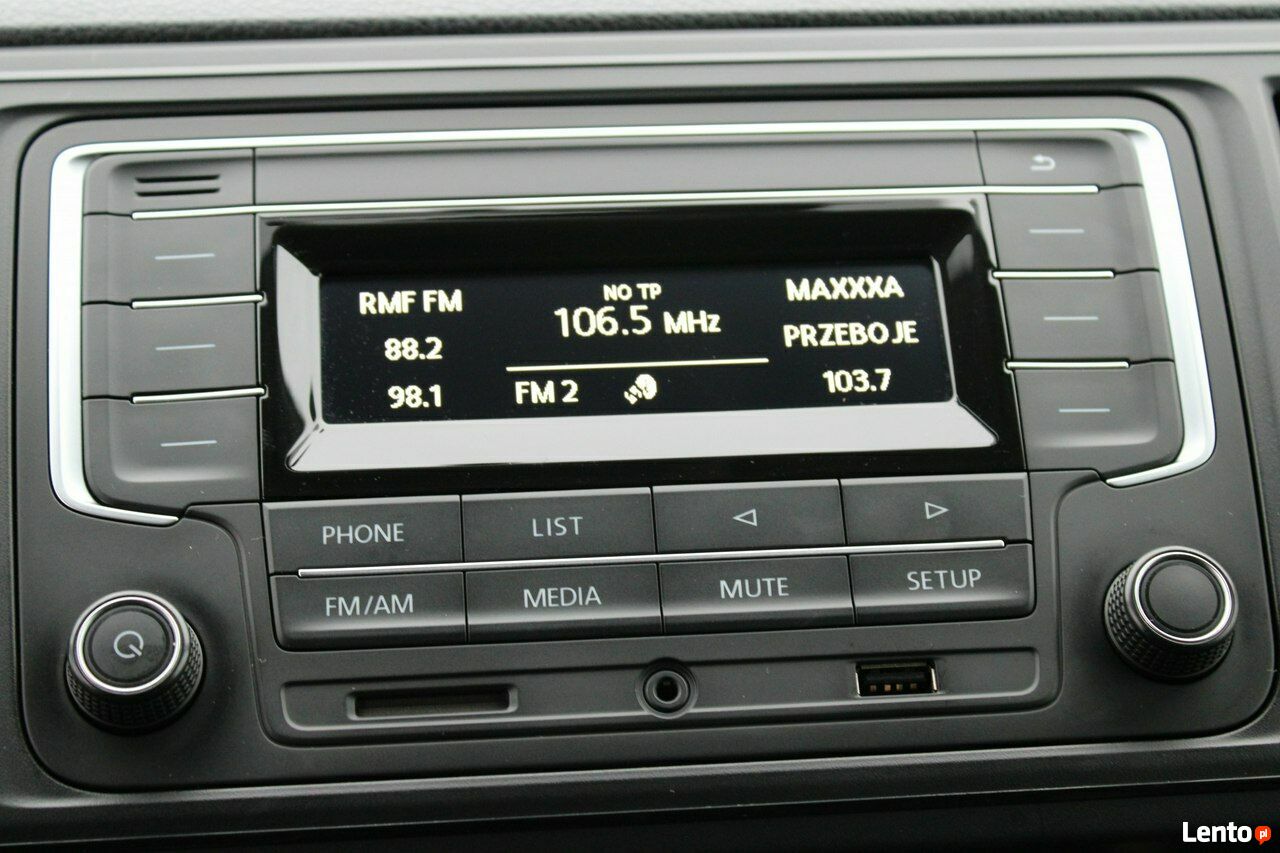 RMF FM
88.2
98.1
NO TP
106.5 MHz
FM 2
MAXXXA
PRZEBOJE
103.7
PHONE
LIST
FM/AM
MEDIA
MUTE
SETUP
Lento.pl